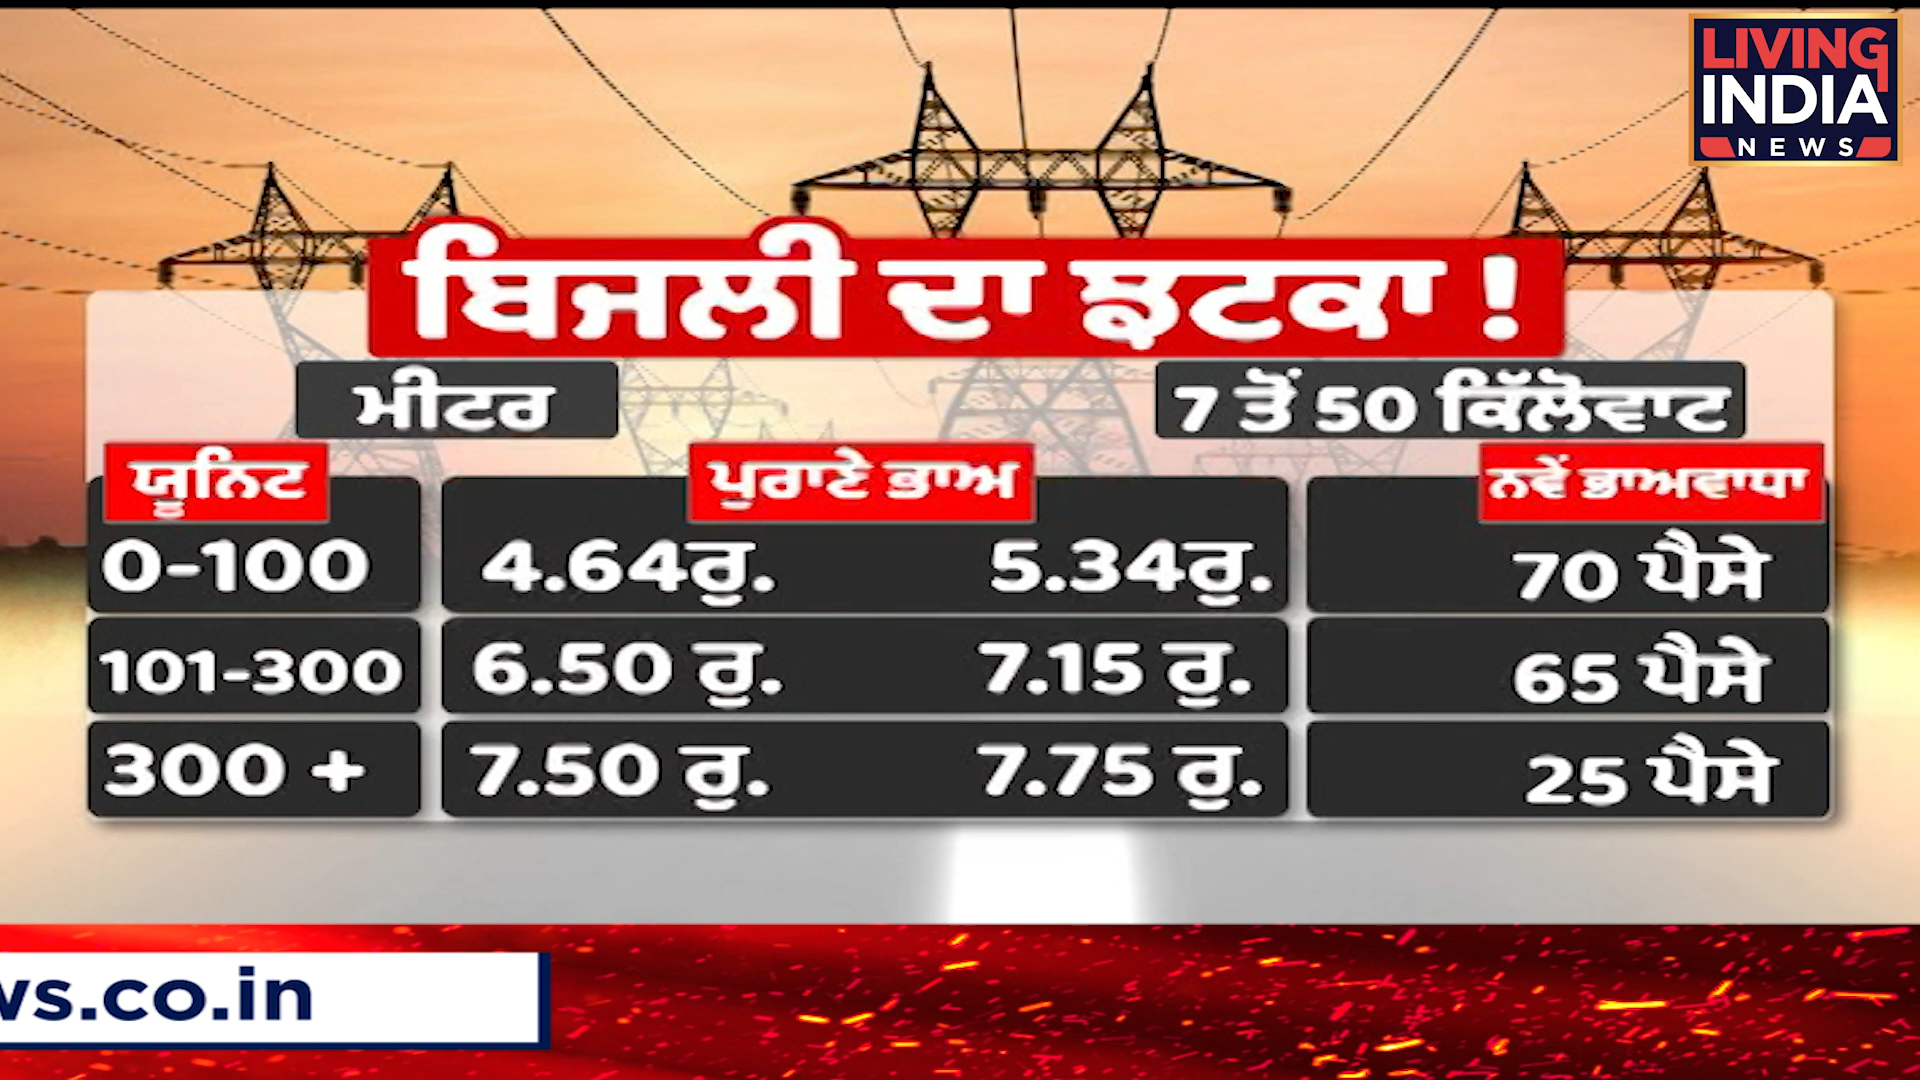 LIVING
INDIA
NEWS
ਬਿਜਲੀ ਦਾ ਝਟਕਾ !
ਮੀਟਰ 7 ਤੋਂ 50 ਕਿੱਲੋਵਾਟ
ਯੂਨਿਟ ਪੁਰਾਣੇ ਭਾਅ ਨਵੇਂ ਭਾਅਵਾਧਾ
0-100 4.64ਰੁ. 5.34ਰੁ. 70 ਪੈਸੇ
101-300 6.50 ਰੁ. 7.15 ਰੁ. 65 ਪੈਸੇ
300 + 7.50 ਰੁ. 7.75 ਰੁ. 25 ਪੈਸੇ
ws.co.in